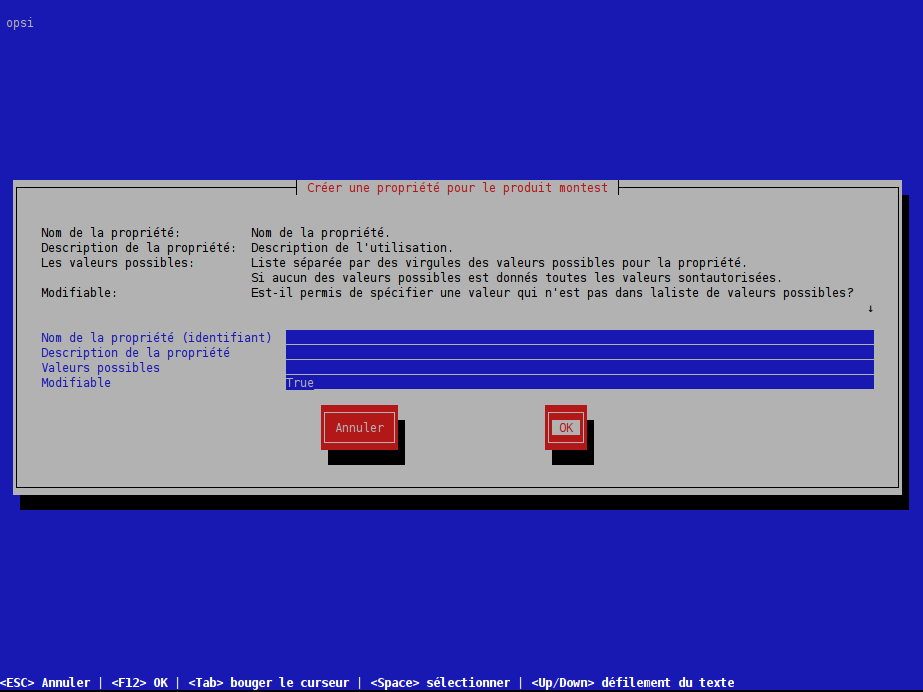 opsi
Créer une propriété pour le produit montest
Nom de la propriété: Nom de la propriété.
Description de la propriété: Description de l'utilisation.
Les valeurs possibles: Liste séparée par des virgules des valeurs possibles pour la propriété.
Si aucun des valeurs possibles est donnés toutes les valeurs sontautorisées.
Modifiable: Est-il permis de spécifier une valeur qui n'est pas dans laliste de valeurs possibles?
↓
Nom de la propriété (identifiant)
Description de la propriété
Valeurs possibles
Modifiable True
Annuler OK
<ESC> Annuler | <F12> OK | <Tab> bouger le curseur | <Space> sélectionner | <Up/Down> défilement du texte